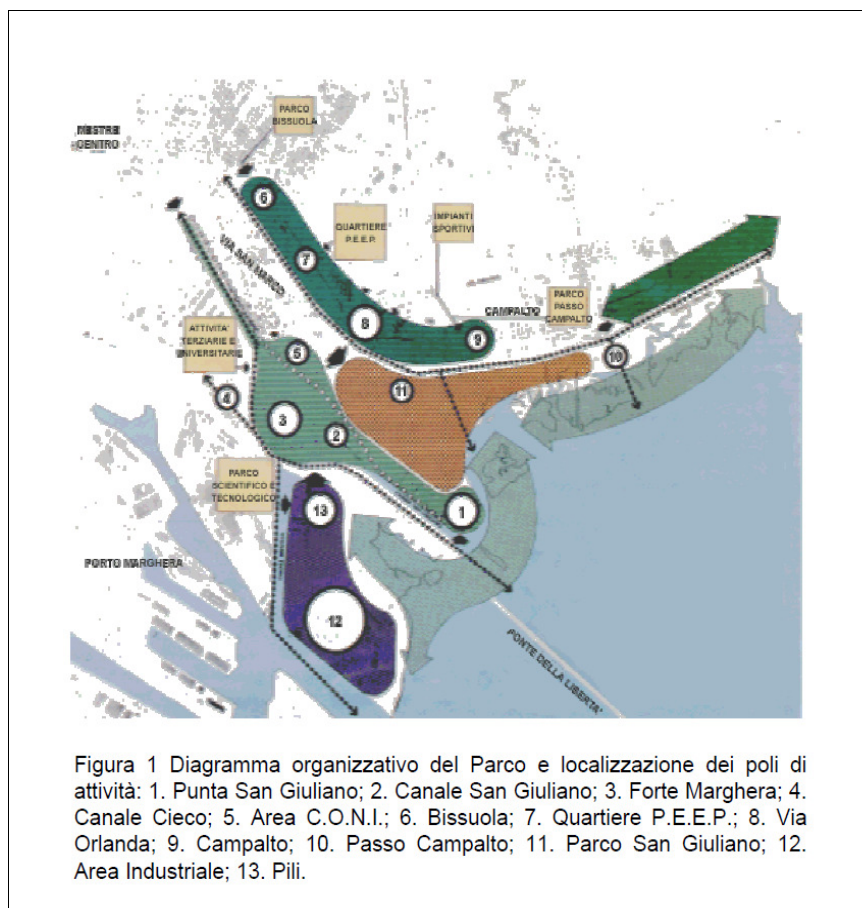 PARCO
BISSUOLA
MESTRE
CENTRO
6
QUARTIERE
P.E.E.P.
IMPIANTI
SPORTIVI
VIA SAN MARCO
7
8
9
CAMPALTO
PARCO
PASSO
CAMPALTO
ATTIVITA'
TERZIARIE E
UNIVERSITARIE
5
10
4
11
3
2
PARCO
SCIENTIFICO E
TECNOLOGICO
13
1
PORTO MARGHERA
12
PONTE DELLA LIBERTA'
Figura 1 Diagramma organizzativo del Parco e localizzazione dei poli di
attività: 1. Punta San Giuliano; 2. Canale San Giuliano; 3. Forte Marghera; 4.
Canale Cieco; 5. Area C.O.N.I.; 6. Bissuola; 7. Quartiere P.E.E.P.; 8. Via
Orlanda; 9. Campalto; 10. Passo Campalto; 11. Parco San Giuliano; 12.
Area Industriale; 13. Pili.